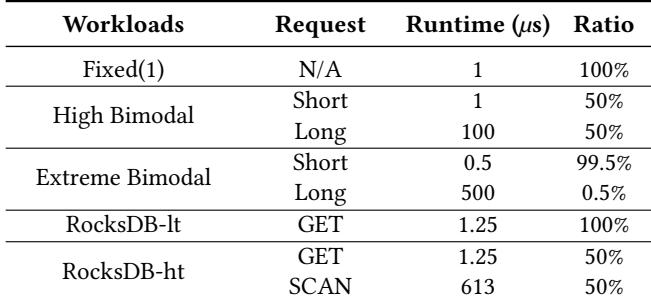 Workloads Request Runtime (μs) Ratio
Fixed(1) N/A 1 100%
High Bimodal Short 1 50%
Long 100 50%
Extreme Bimodal Short 0.5 99.5%
Long 500 0.5%
RocksDB-lt GET 1.25 100%
RocksDB-ht GET 1.25 50%
SCAN 613 50%